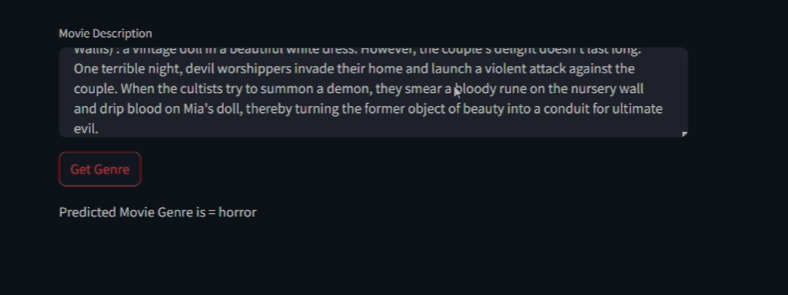 Movie Description
Wallis) : a vintage doll in a beautiful white dress. However, the couple's delight doesn't last long.
One terrible night, devil worshippers invade their home and launch a violent attack against the
couple. When the cultists try to summon a demon, they smear a bloody rune on the nursery wall
and drip blood on Mia's doll, thereby turning the former object of beauty into a conduit for ultimate
evil.
Get Genre
Predicted Movie Genre is = horror